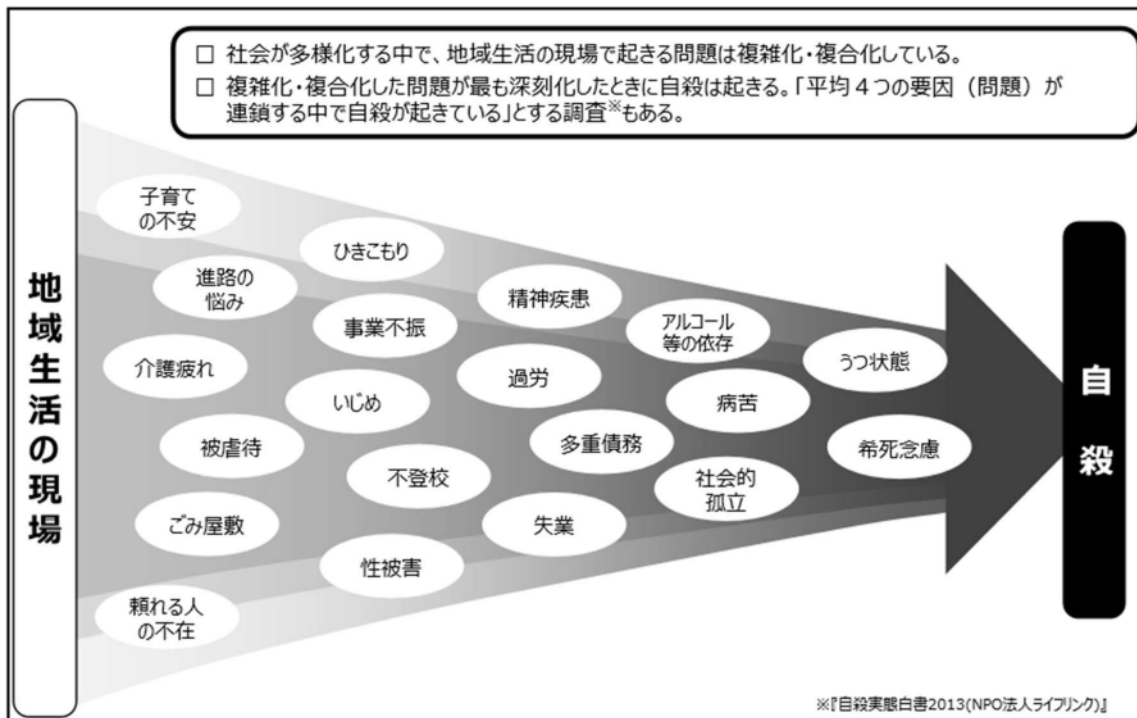 □ 社会が多様化する中で、地域生活の現場で起きる問題は複雑化・複合化している。
□ 複雑化・複合化した問題が最も深刻化したときに自殺は起きる。「平均４つの要因（問題）が
連鎖する中で自殺が起きている」とする調査※もある。
地域生活の現場
子育て
の不安
ひきこもり
進路の
悩み
精神疾患
事業不振
アルコール
等の依存
うつ状態
介護疲れ
過労
いじめ
病苦
被虐待
多重債務
希死念慮
不登校
社会的
孤立
ごみ屋敷
失業
性被害
頼れる人
の不在
自殺
※『自殺実態白書2013(NPO法人ライフリンク)』